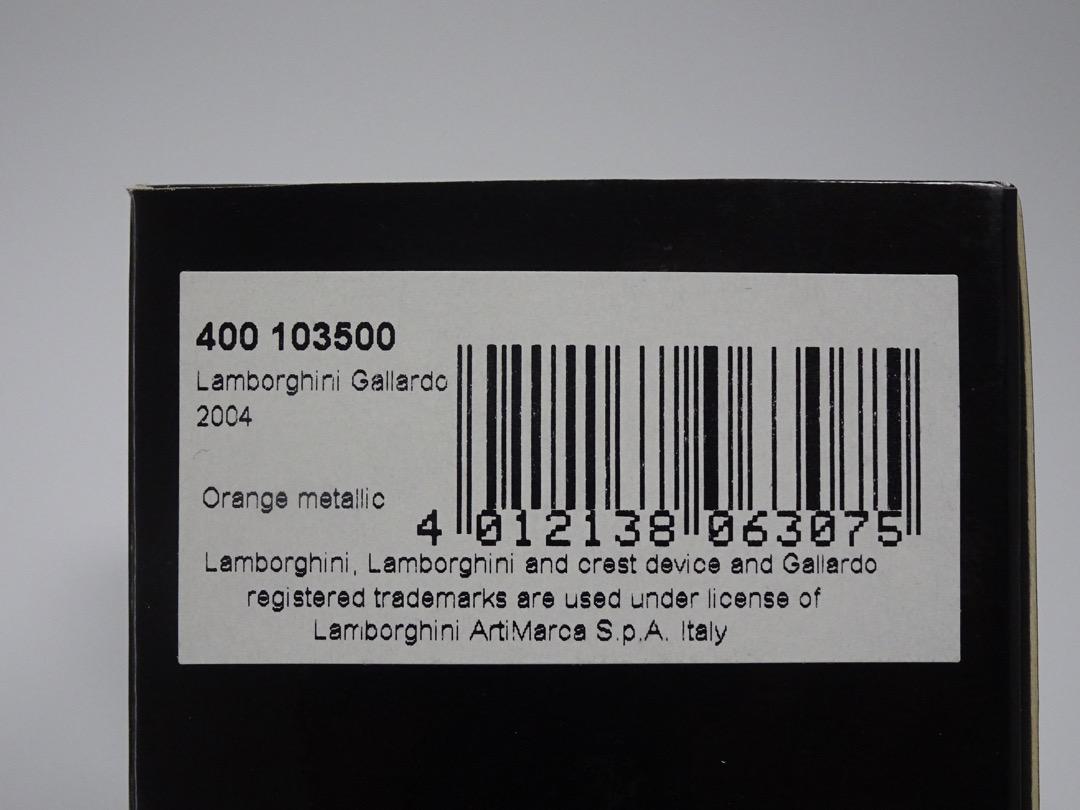 400 103500
Lamborghini Gallardo
2004
Orange metallic
4 012138 063075
Lamborghini, Lamborghini and crest device and Gallardo
registered trademarks are used under license of
Lamborghini ArtiMarca S.p.A. Italy